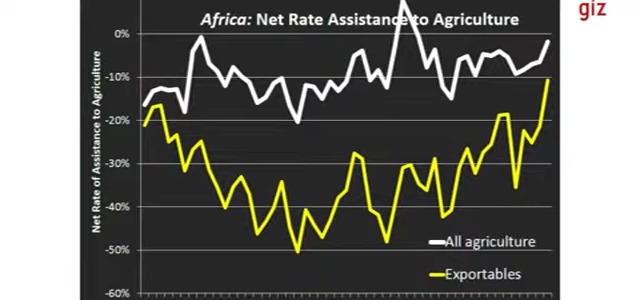 giz
Africa: Net Rate Assistance to Agriculture
Net Rate of Assistance to Agriculture
0%
-10%
-20%
-30%
-40%
-50%
-60%
All agriculture
Exportables